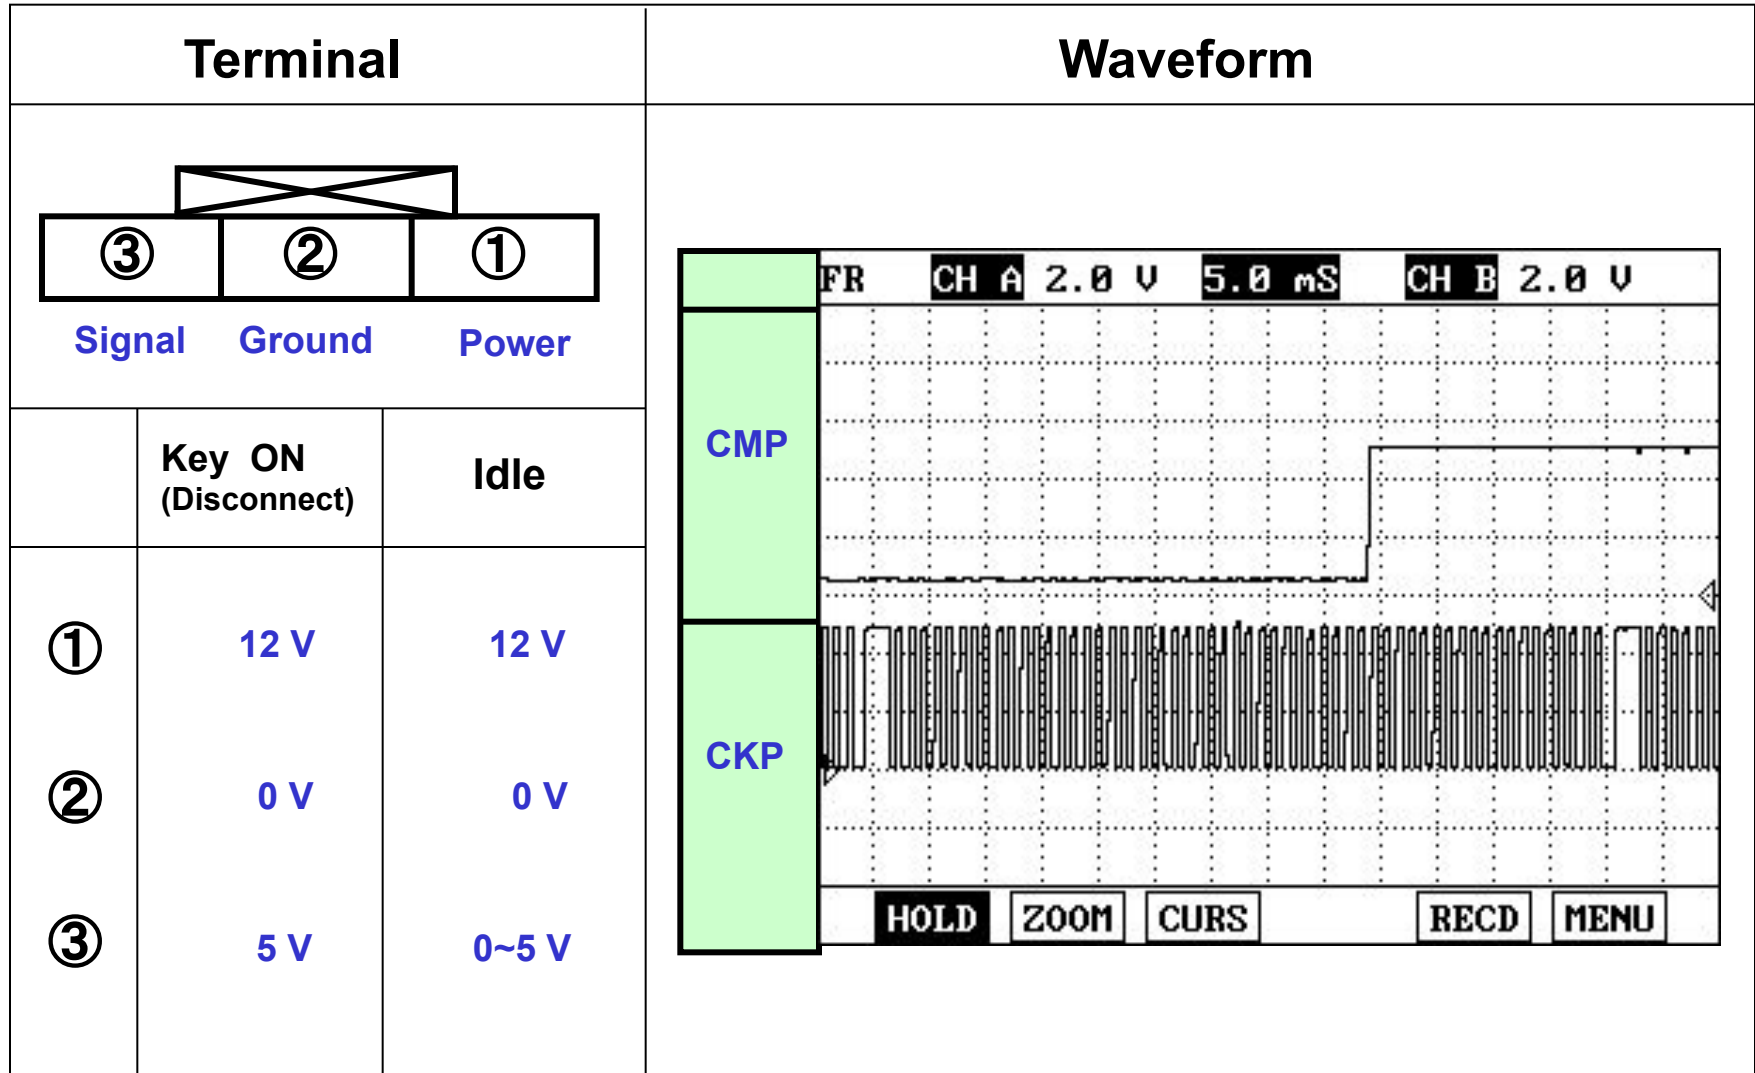 Terminal
Waveform
③ ② ①
Signal Ground Power
Key ON
(Disconnect)
Idle
① 12 V 12 V
② 0 V 0 V
③ 5 V 0~5 V
FR CH A 2.0 V 5.0 mS CH B 2.0 V
CMP
CKP
HOLD ZOOM CURS RECD MENU